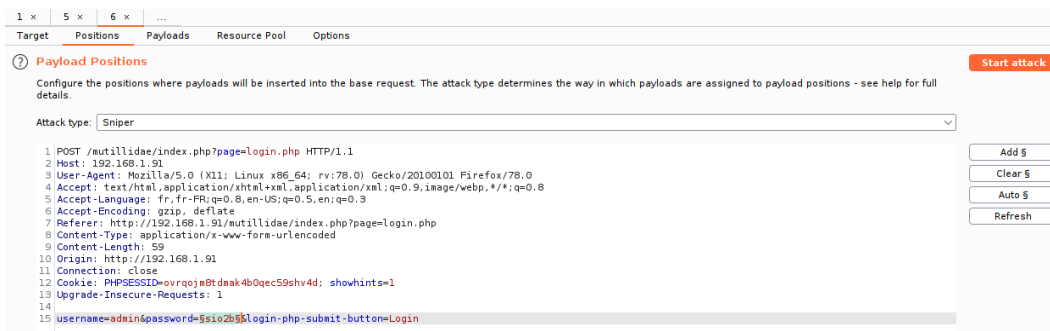 1 × 5 × 6 × ...
Target Positions Payloads Resource Pool Options
? Payload Positions
Start attack
Configure the positions where payloads will be inserted into the base request. The attack type determines the way in which payloads are assigned to payload positions - see help for full
details.
Attack type: Sniper
1 POST /mutillidae/index.php?page=login.php HTTP/1.1
2 Host: 192.168.1.91
3 User-Agent: Mozilla/5.0 (X11; Linux x86_64; rv:78.0) Gecko/20100101 Firefox/78.0
4 Accept: text/html,application/xhtml+xml,application/xml;q=0.9,image/webp,*/*;q=0.8
5 Accept-Language: fr,fr-FR;q=0.8,en-US;q=0.5,en;q=0.3
6 Accept-Encoding: gzip, deflate
7 Referer: http://192.168.1.91/mutillidae/index.php?page=login.php
8 Content-Type: application/x-www-form-urlencoded
9 Content-Length: 59
10 Origin: http://192.168.1.91
11 Connection: close
12 Cookie: PHPSESSID=ovrqojm8tdmak4b0qec59shv4d; showhints=1
13 Upgrade-Insecure-Requests: 1
14
15 username=admin&password=§sio2b§&login-php-submit-button=Login
Add §
Clear §
Auto §
Refresh